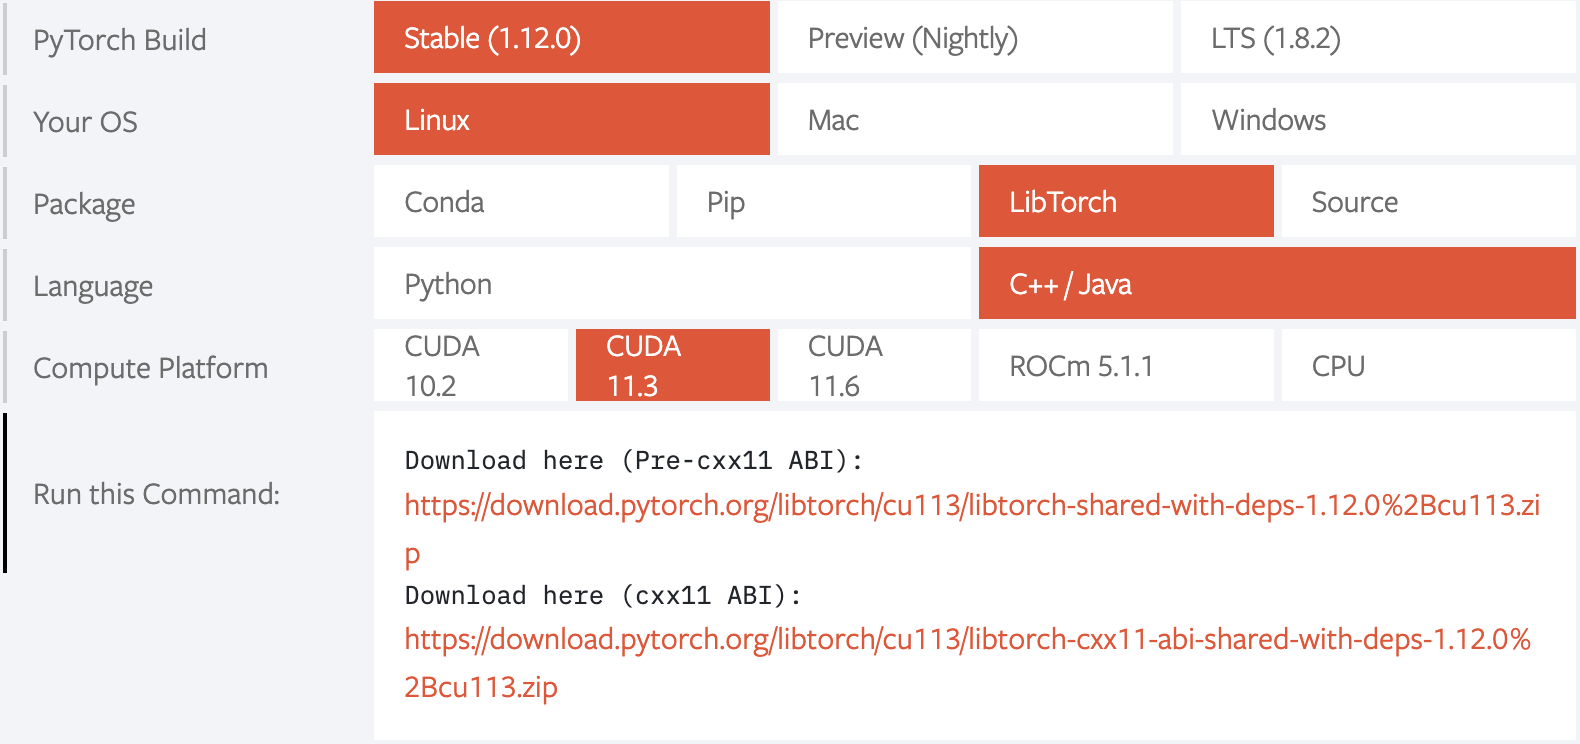 PyTorch Build
Stable (1.12.0)
Preview (Nightly)
LTS (1.8.2)
Your OS
Linux
Mac
Windows
Package
Conda
Pip
LibTorch
Source
Language
Python
C++ / Java
Compute Platform
CUDA
10.2
CUDA
11.3
CUDA
11.6
ROCm 5.1.1
CPU
Run this Command:
Download here (Pre-cxx11 ABI):
https://download.pytorch.org/libtorch/cu113/libtorch-shared-with-deps-1.12.0%2Bcu113.zi
p
Download here (cxx11 ABI):
https://download.pytorch.org/libtorch/cu113/libtorch-cxx11-abi-shared-with-deps-1.12.0%
2Bcu113.zip